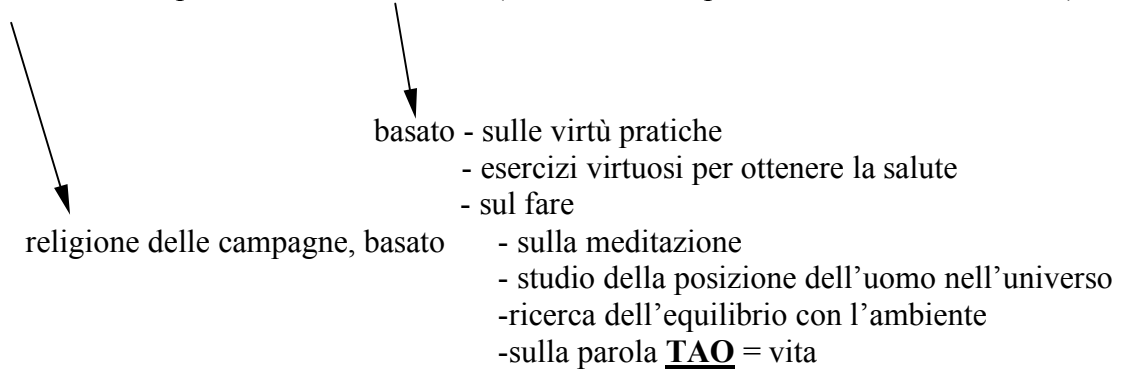 basato - sulle virtù pratiche
- esercizi virtuosi per ottenere la salute
- sul fare
religione delle campagne, basato - sulla meditazione
- studio della posizione dell’uomo nell’universo
-ricerca dell’equilibrio con l’ambiente
-sulla parola TAO = vita